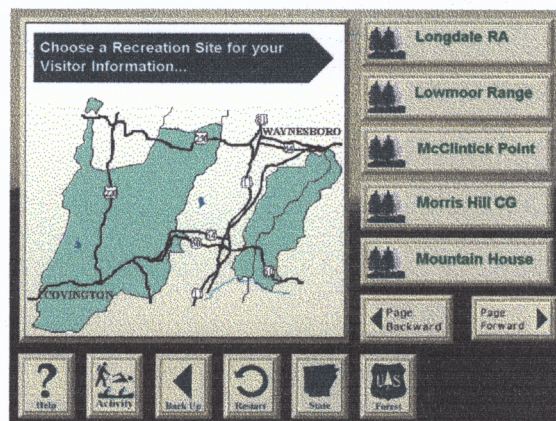 Choose a Recreation Site for your
Visitor Information...
WAYNESBORO
COVINGTON
Longdale RA
Lowmoor Range
McClintick Point
Morris Hill CG
Mountain House
Page
Backward
Page
Forward
?
Help
Activity
Back Up
Restart
State
UAS
Forest